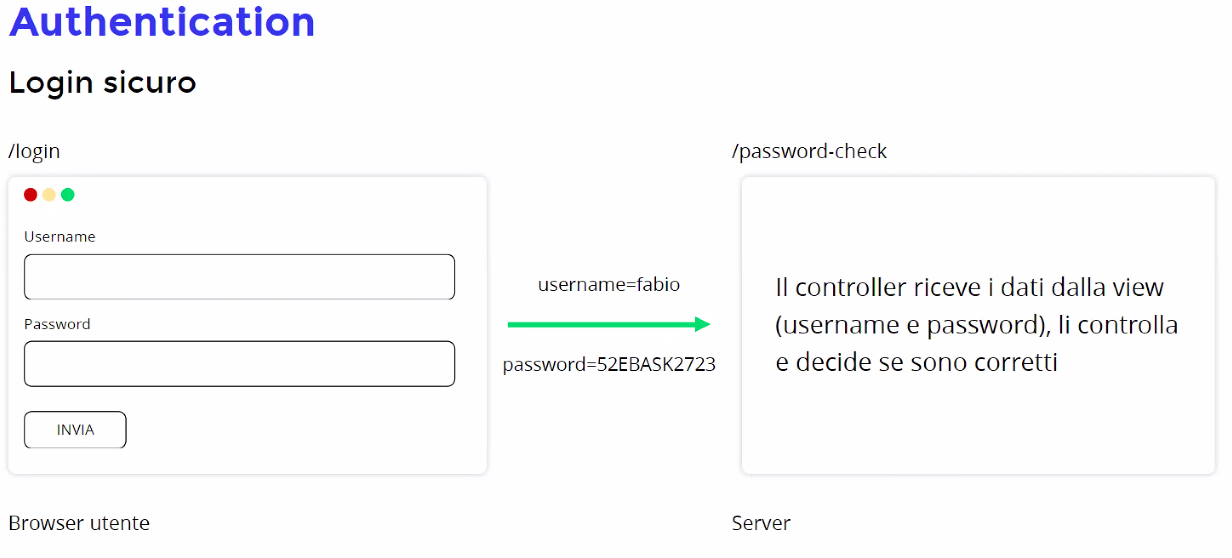 Authentication
Login sicuro
/login
/password-check
Username
Password
INVIA
username=fabio
password=52EBASK2723
Il controller riceve i dati dalla view
(username e password), li controlla
e decide se sono corretti
Browser utente
Server